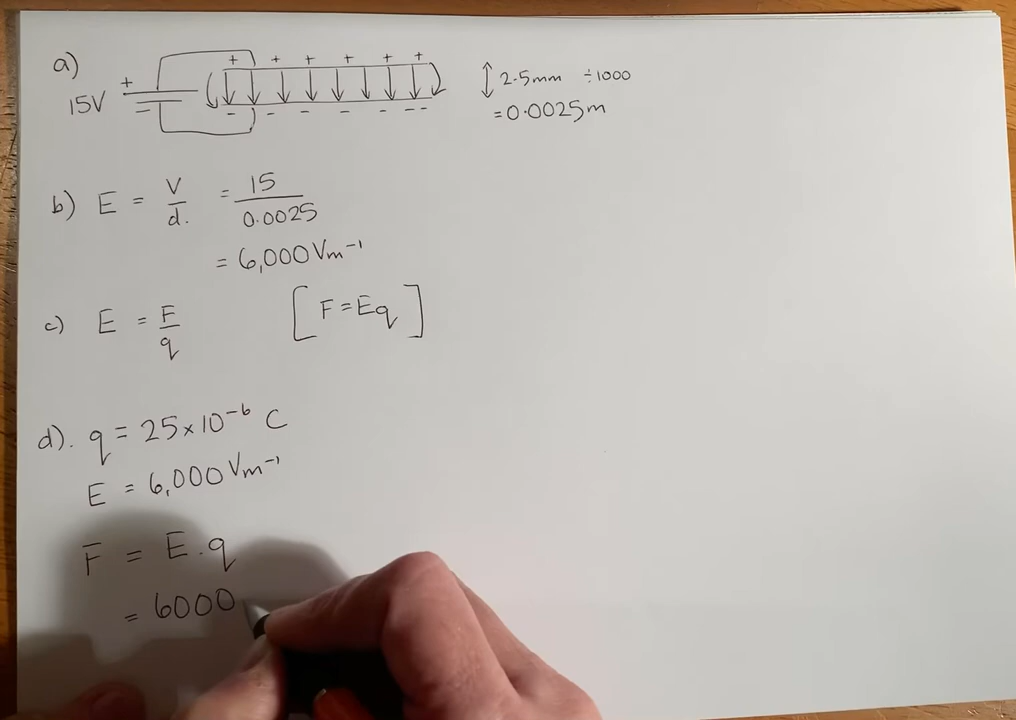 a)
+ + + + + +
+
15V
-
- - - - - -
2.5mm ÷1000
=0.0025m
b) E = V/d. = 15/0.0025
= 6,000 Vm⁻¹
c) E = F/q [F=Eq]
d). q = 25×10⁻⁶ C
E = 6,000 Vm⁻¹
F = E.q
= 6000